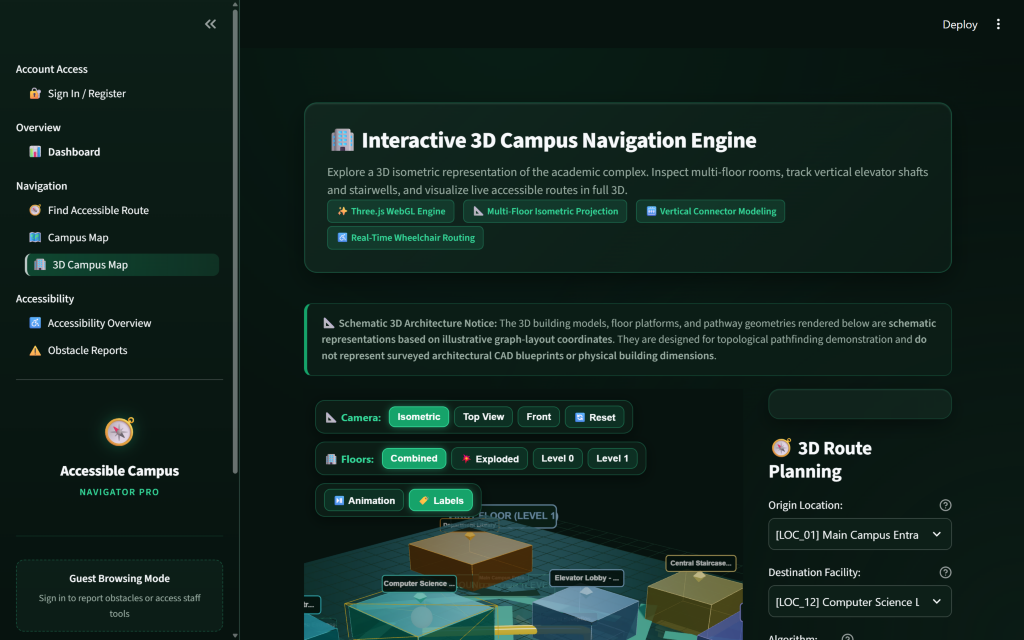 Deploy
Account Access
Sign In / Register
Overview
Dashboard
Navigation
Find Accessible Route
Campus Map
3D Campus Map
Accessibility
Accessibility Overview
Obstacle Reports
Accessible Campus
NAVIGATOR PRO
Guest Browsing Mode
Sign in to report obstacles or access staff
tools
Interactive 3D Campus Navigation Engine
Explore a 3D isometric representation of the academic complex. Inspect multi-floor rooms, track vertical elevator shafts
and stairwells, and visualize live accessible routes in full 3D.
Three.js WebGL Engine
Multi-Floor Isometric Projection
Vertical Connector Modeling
Real-Time Wheelchair Routing
Schematic 3D Architecture Notice: The 3D building models, floor platforms, and pathway geometries rendered below are schematic
representations based on illustrative graph-layout coordinates. They are designed for topological pathfinding demonstration and do
not represent surveyed architectural CAD blueprints or physical building dimensions.
Camera: Isometric Top View Front Reset
Floors: Combined Exploded Level 0 Level 1
Animation Labels
FLOOR (LEVEL 1)
Central Staircase...
Elevator Lobby - ...
Computer Science ...
3D Route
Planning
Origin Location:
[LOC_01] Main Campus Entra
Destination Facility:
[LOC_12] Computer Science L
Algorithm: